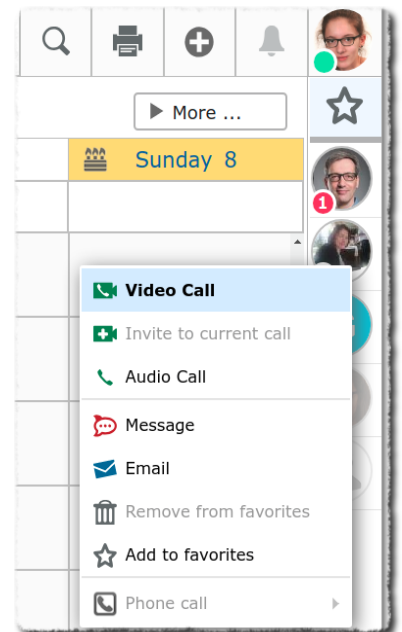 More ...
Sunday 8
1
Video Call
Invite to current call
Audio Call
Message
Email
Remove from favorites
Add to favorites
Phone call